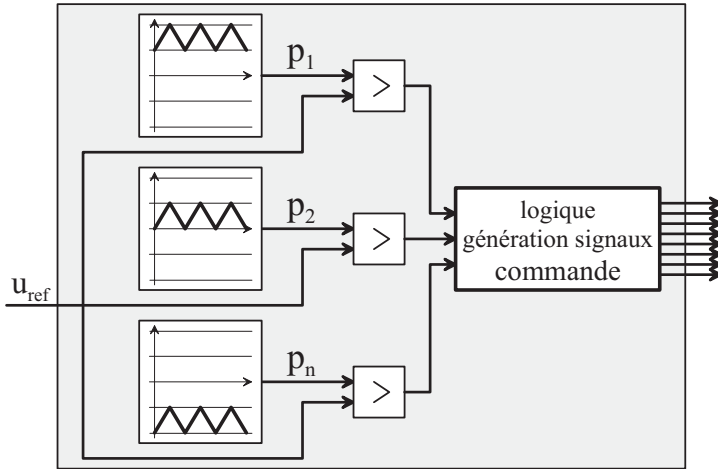 p1
>
p2
>
uref
logique
génération signaux
commande
pn
>